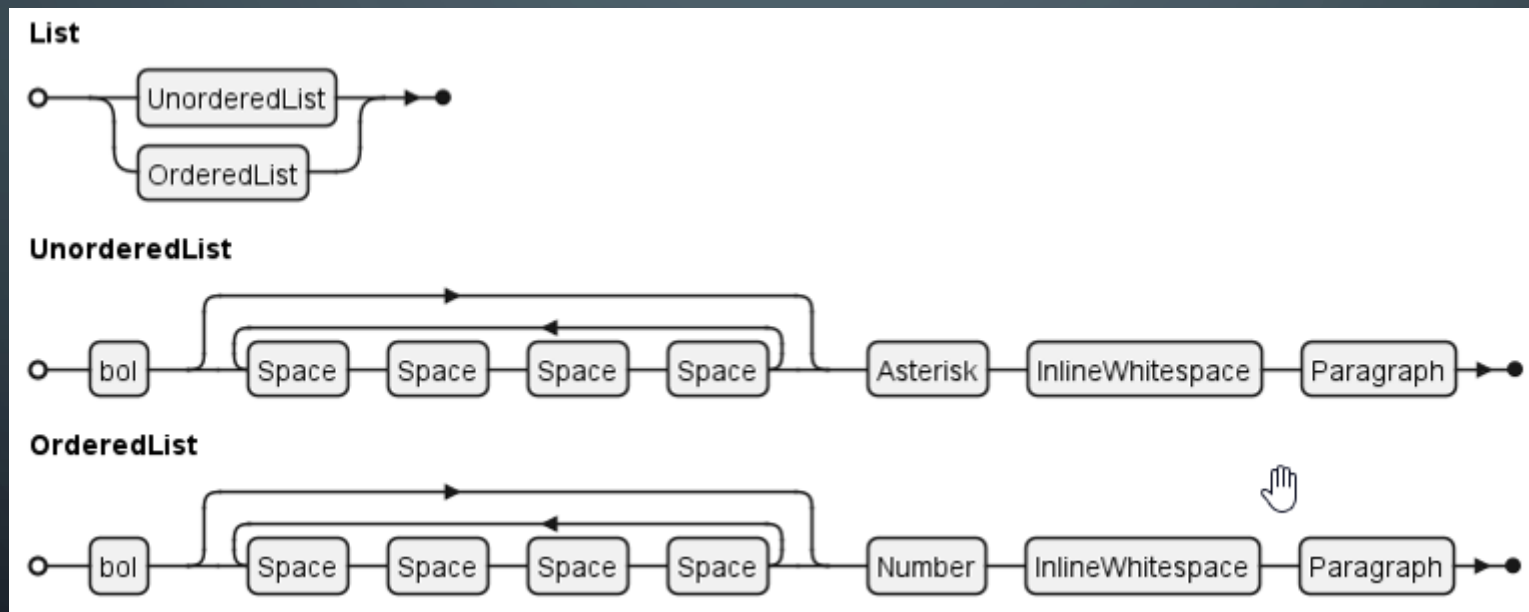 List
UnorderedList
OrderedList
UnorderedList
bol Space Space Space Space Asterisk InlineWhitespace Paragraph
OrderedList
bol Space Space Space Space Number InlineWhitespace Paragraph